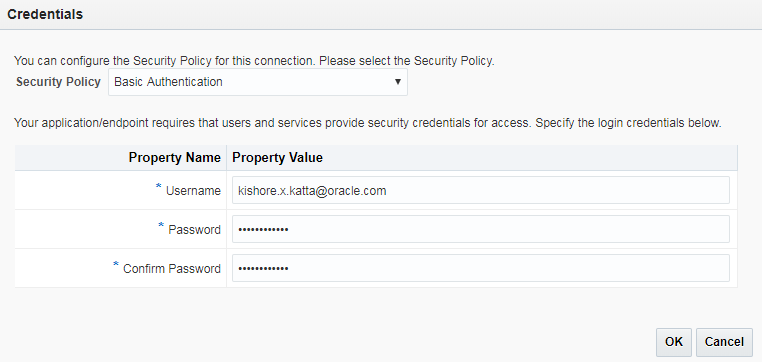 Credentials
You can configure the Security Policy for this connection. Please select the Security Policy.
Security Policy Basic Authentication
Your application/endpoint requires that users and services provide security credentials for access. Specify the login credentials below.
Property Name Property Value
* Username kishore.x.katta@oracle.com
* Password ••••••••••••
* Confirm Password ••••••••••••
OK Cancel